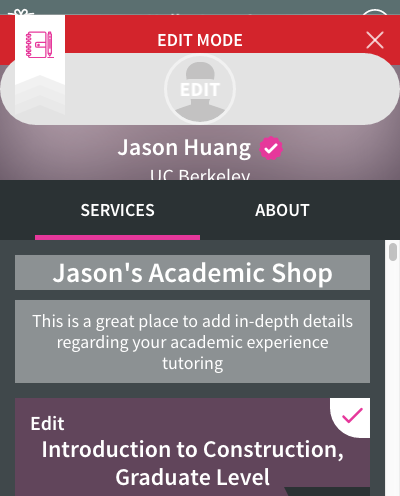 EDIT MODE
EDIT
Jason Huang
UC Berkeley
SERVICES
ABOUT
Jason's Academic Shop
This is a great place to add in-depth details
regarding your academic experience
tutoring
Edit
Introduction to Construction,
Graduate Level